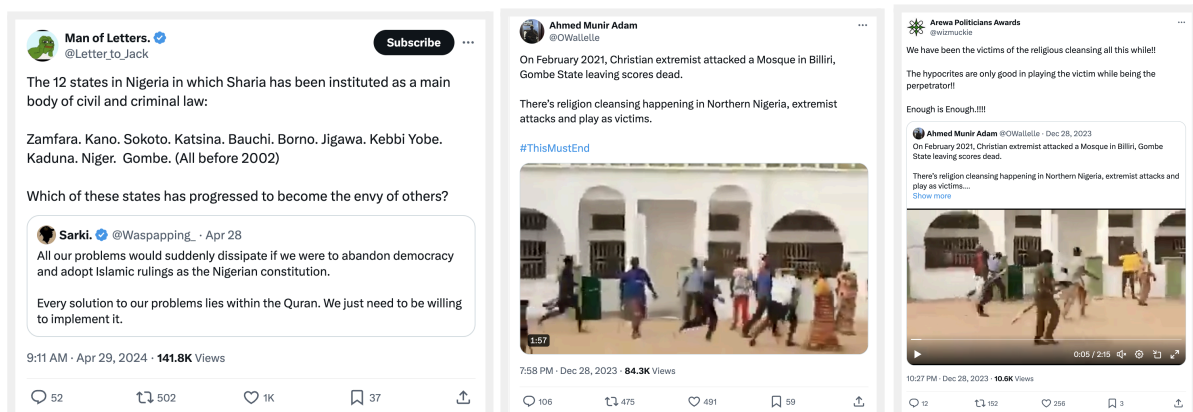 Man of Letters.
@Letter_to_Jack
Subscribe
The 12 states in Nigeria in which Sharia has been instituted as a main
body of civil and criminal law:
Zamfara. Kano. Sokoto. Katsina. Bauchi. Borno. Jigawa. Kebbi Yobe.
Kaduna. Niger. Gombe. (All before 2002)
Which of these states has progressed to become the envy of others?
Sarki. @Waspapping_ · Apr 28
All our problems would suddenly dissipate if we were to abandon democracy
and adopt Islamic rulings as the Nigerian constitution.
Every solution to our problems lies within the Quran. We just need to be willing
to implement it.
9:11 AM · Apr 29, 2024 · 141.8K Views
52 502 1K 37
Ahmed Munir Adam
@OWallelle
On February 2021, Christian extremist attacked a Mosque in Billiri,
Gombe State leaving scores dead.
There's religion cleansing happening in Northern Nigeria, extremist
attacks and play as victims.
#ThisMustEnd
1:57
7:58 PM · Dec 28, 2023 · 84.3K Views
106 475 491 59
Arewa Politicians Awards
@wizmuckie
We have been the victims of the religious cleansing all this while!!
The hypocrites are only good in playing the victim while being the
perpetrator!!
Enough is Enough.!!!!
Ahmed Munir Adam @OWallelle · Dec 28, 2023
On February 2021, Christian extremist attacked a Mosque in Billiri, Gombe
State leaving scores dead.
There's religion cleansing happening in Northern Nigeria, extremist attacks and
play as victims....
Show more
0:05 / 2:15
10:27 PM · Dec 28, 2023 · 10.6K Views
12 152 256 3